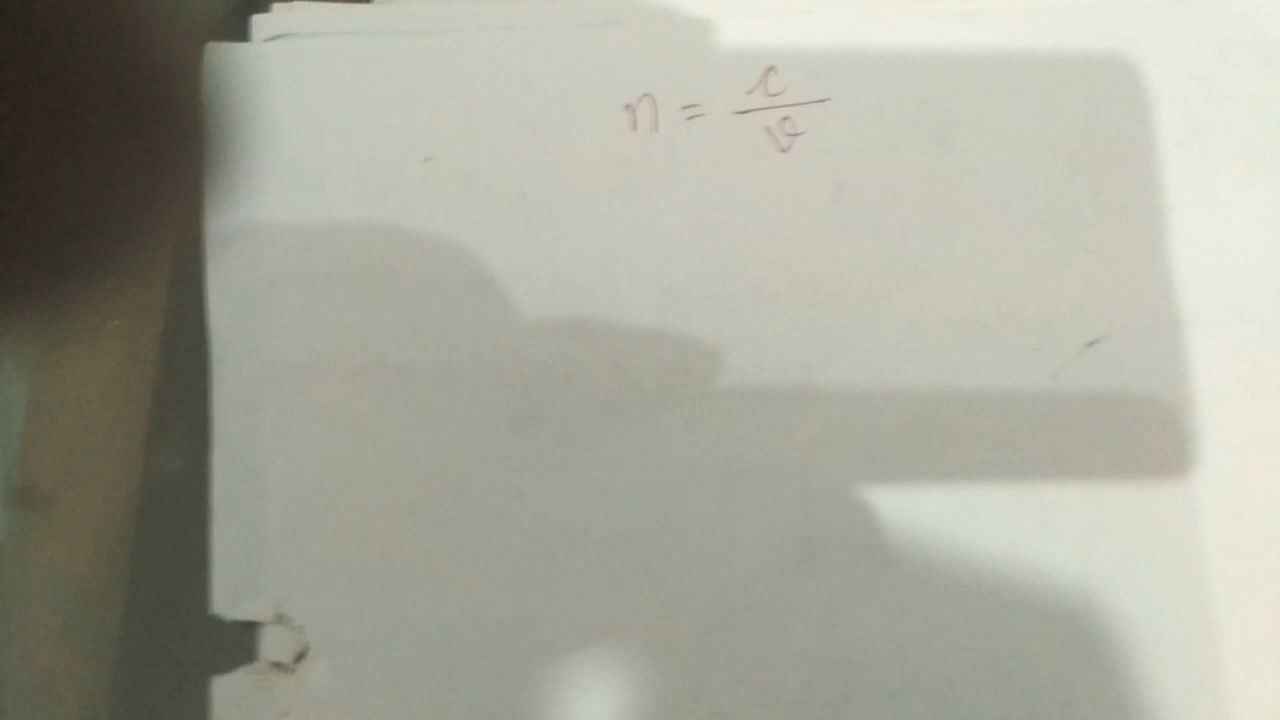 n = c/v